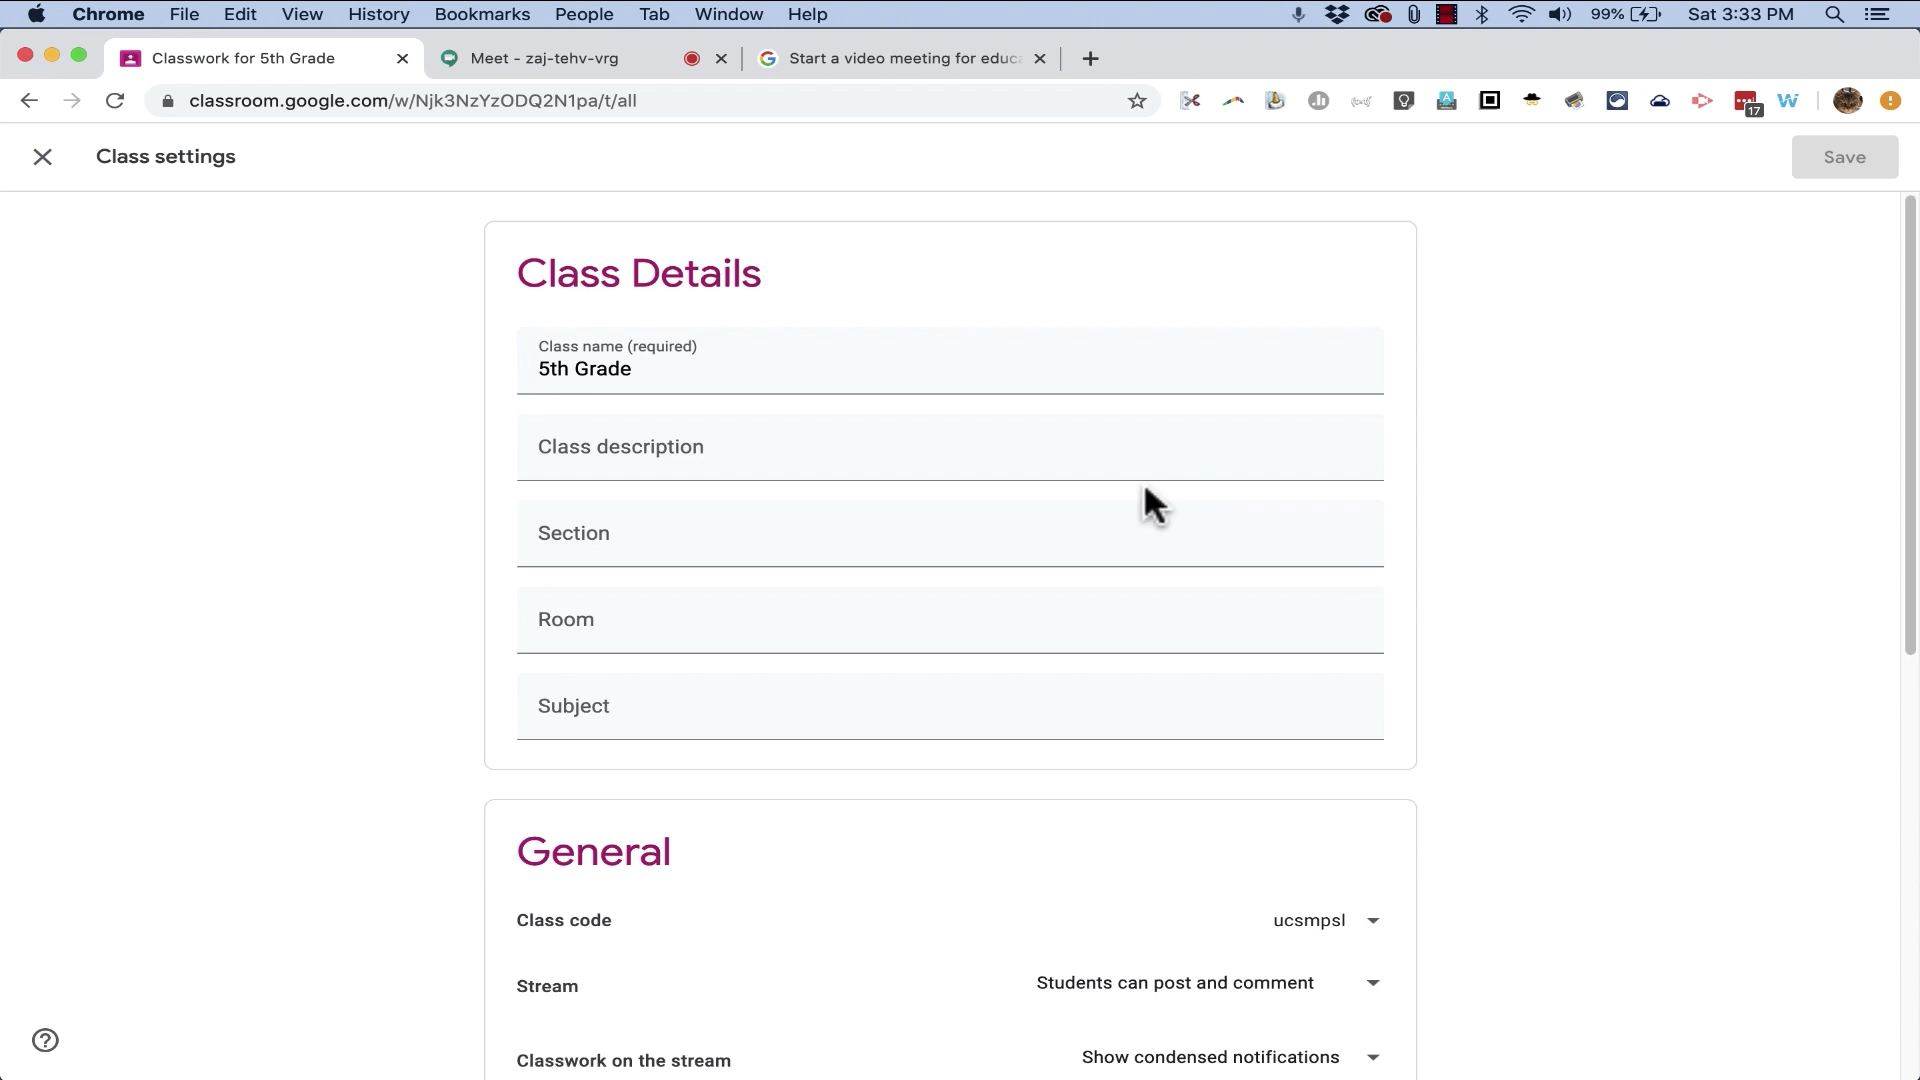 Chrome File Edit View History Bookmarks People Tab Window Help 99% Sat 3:33 PM
Classwork for 5th Grade Meet - zaj-tehv-vrg Start a video meeting for educ
classroom.google.com/w/Njk3NzYzODQ2N1pa/t/all 17 W
Class settings Save
Class Details
Class name (required)
5th Grade
Class description
Section
Room
Subject
General
Class code ucsmpsl
Stream Students can post and comment
Classwork on the stream Show condensed notifications